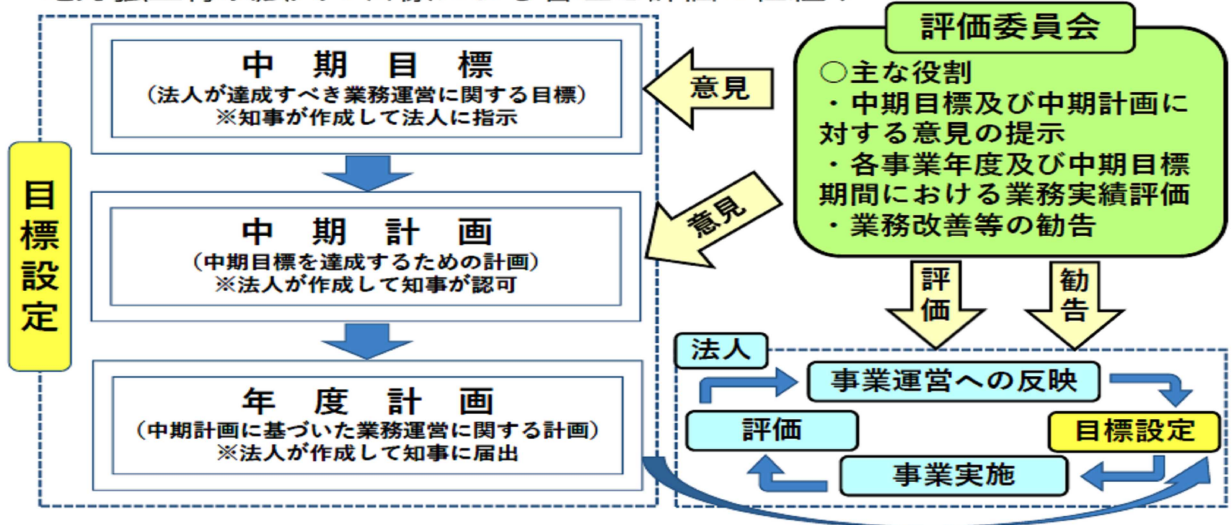 目標設定
中期目標
(法人が達成すべき業務運営に関する目標)
※知事が作成して法人に指示
中期計画
(中期目標を達成するための計画)
※法人が作成して知事が認可
年度計画
(中期計画に基づいた業務運営に関する計画)
※法人が作成して知事に届出
意見
意見
評価委員会
○主な役割
・中期目標及び中期計画に
対する意見の提示
・各事業年度及び中期目標
期間における業務実績評価
・業務改善等の勧告
評価
勧告
法人
事業運営への反映
評価
目標設定
事業実施